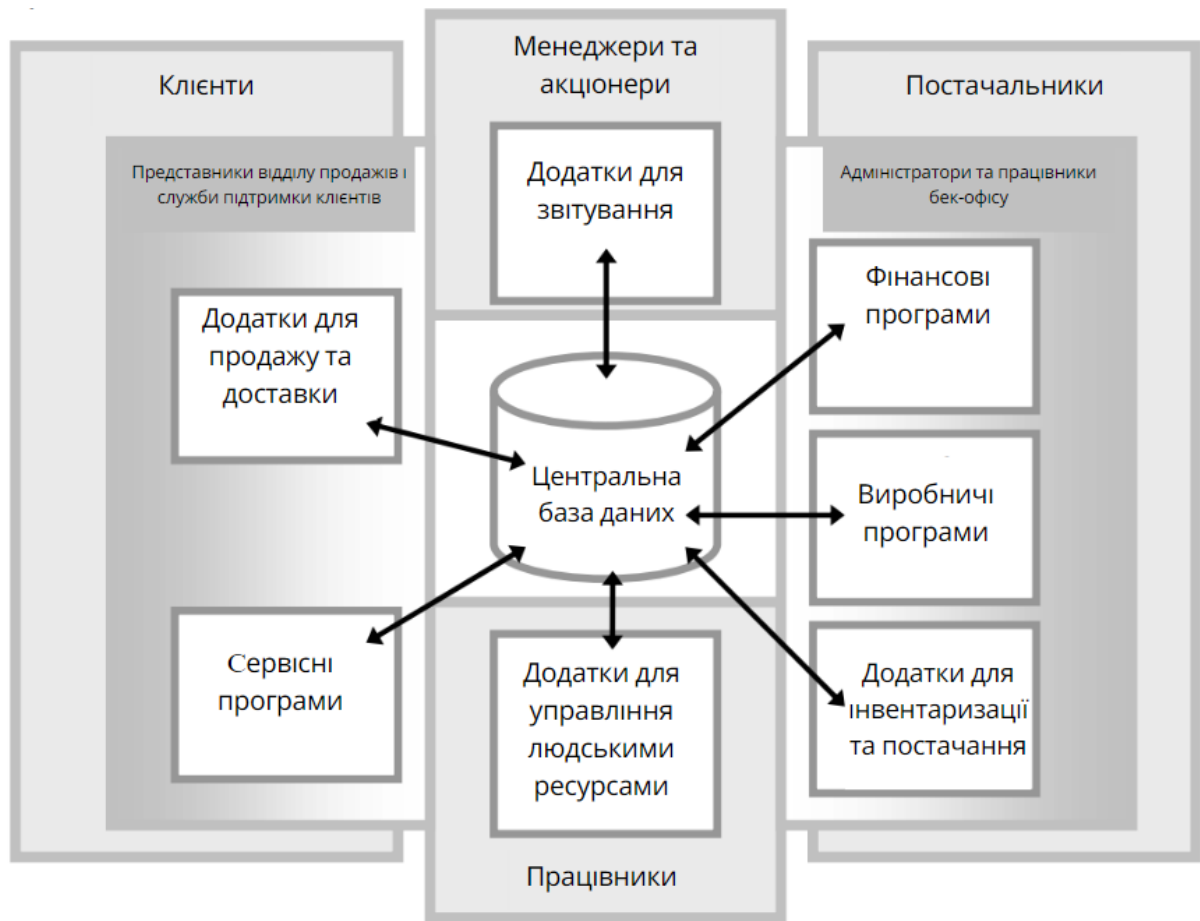 Клієнти
Менеджери та
акціонери
Постачальники
Представники відділу продажів і
служби підтримки клієнтів
Додатки для
звітування
Адміністратори та працівники
бек-офісу
Додатки для
продажу та
доставки
Фінансові
програми
Центральна
база даних
Виробничі
програми
Сервісні
програми
Додатки для
управління
людськими
ресурсами
Додатки для
інвентаризації
та постачання
Працівники